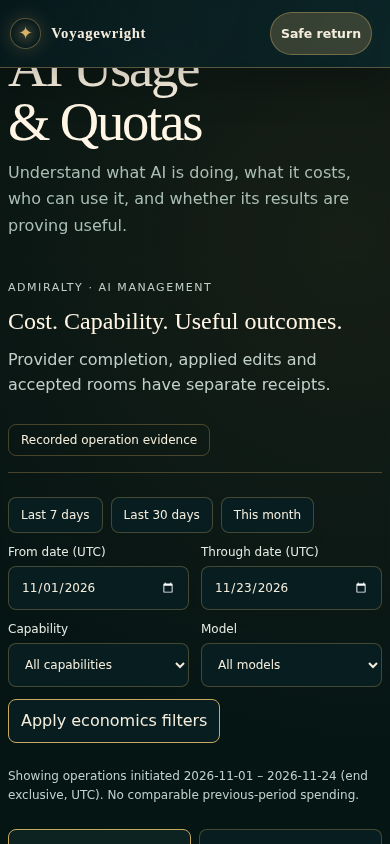 Voyagewright
Safe return
AI Usage
& Quotas
Understand what AI is doing, what it costs,
who can use it, and whether its results are
proving useful.
ADMIRALTY · AI MANAGEMENT
Cost. Capability. Useful outcomes.
Provider completion, applied edits and
accepted rooms have separate receipts.
Recorded operation evidence
Last 7 days
Last 30 days
This month
From date (UTC)
Through date (UTC)
11/01/2026
11/23/2026
Capability
Model
All capabilities
All models
Apply economics filters
Showing operations initiated 2026-11-01 – 2026-11-24 (end
exclusive, UTC). No comparable previous-period spending.